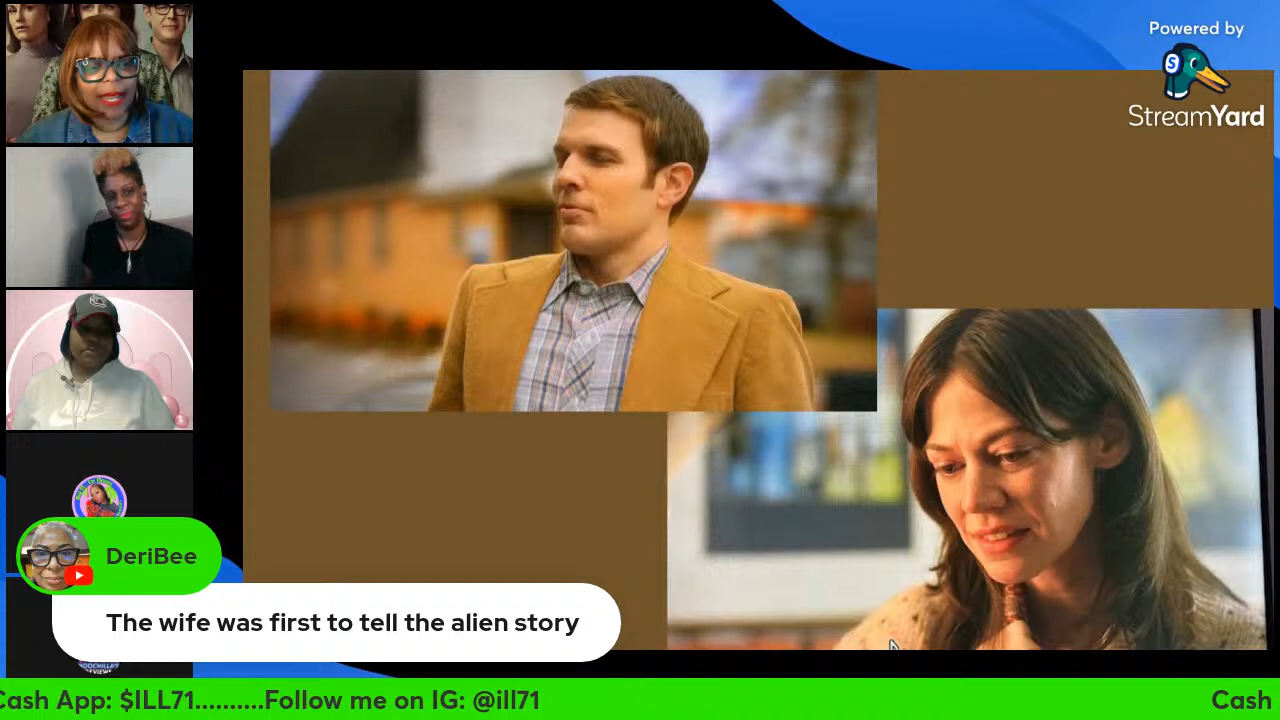 Powered by
StreamYard
DeriBee
The wife was first to tell the alien story
Cash App: $ILL71..........Follow me on IG: @ill71
Cash